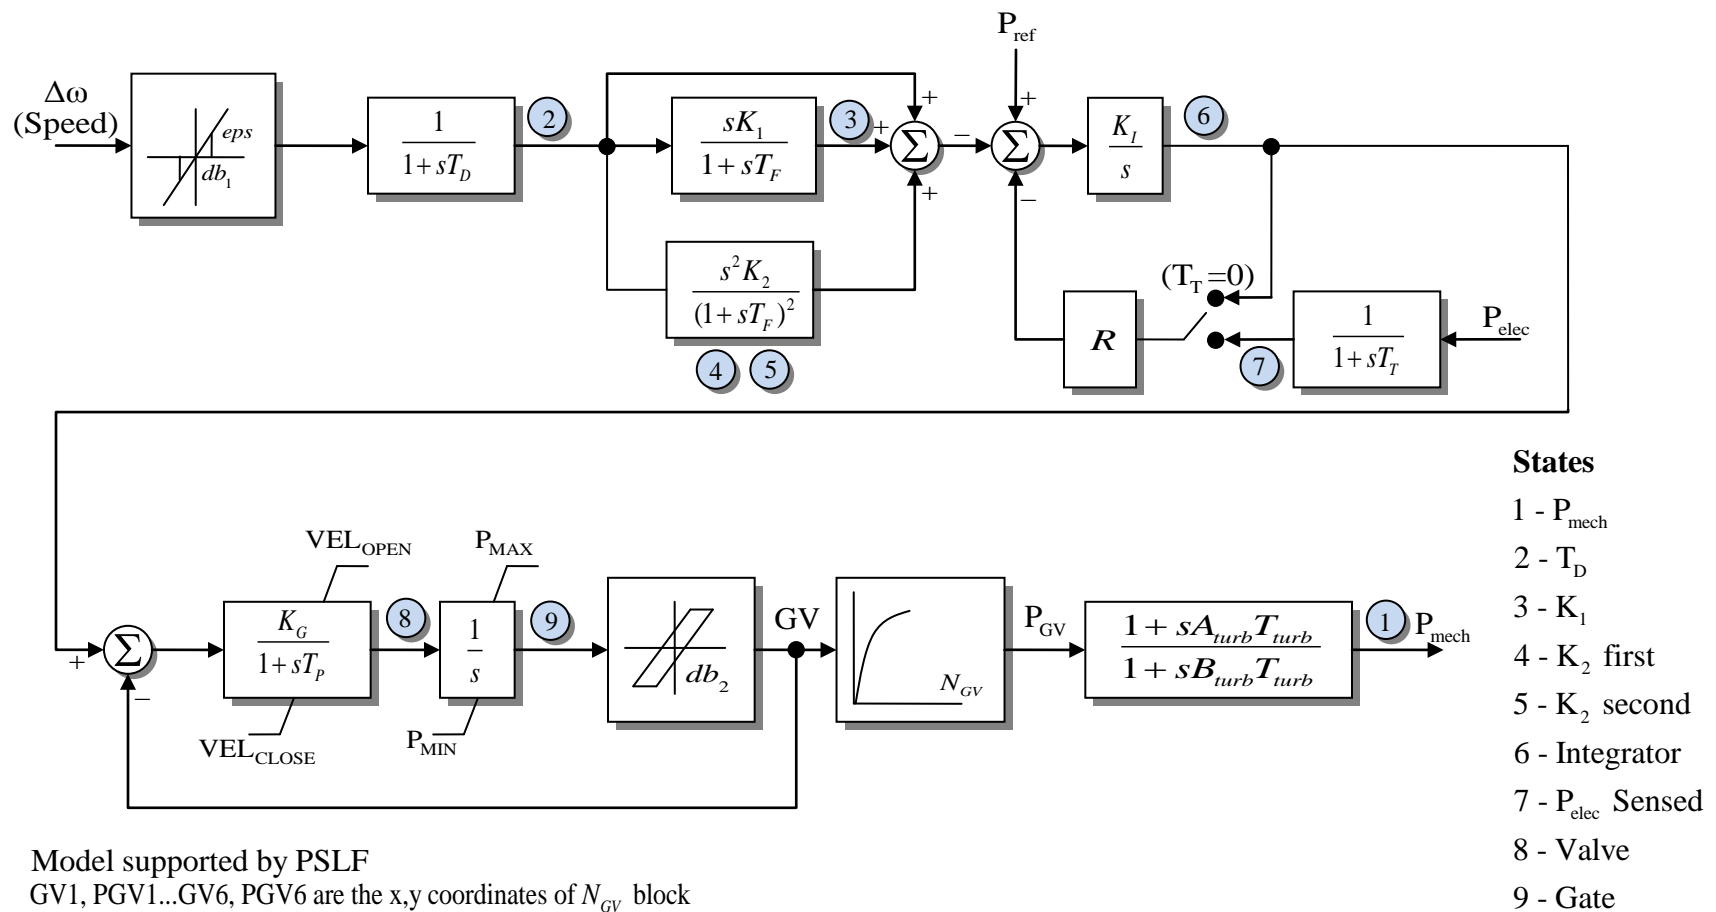 P_ref
Δω
(Speed)
eps
db_1
1
1 + sT_D
2
sK_1
1 + sT_F
3
+
+
+
Σ
−
+
Σ
−
K_I
s
6
s^2 K_2
(1 + sT_F)^2
4
5
(T_T =0)
R
7
1
1 + sT_T
P_elec
VEL_OPEN
P_MAX
+
Σ
−
K_G
1 + sT_P
8
1
s
9
VEL_CLOSE
P_MIN
db_2
GV
N_GV
P_GV
1 + sA_turb T_turb
1 + sB_turb T_turb
1
P_mech
States
1 - P_mech
2 - T_D
3 - K_1
4 - K_2 first
5 - K_2 second
6 - Integrator
7 - P_elec Sensed
8 - Valve
9 - Gate
Model supported by PSLF
GV1, PGV1...GV6, PGV6 are the x,y coordinates of N_GV block